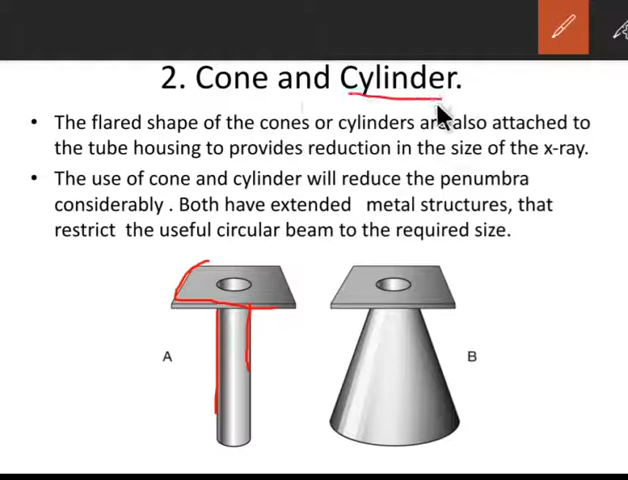 2. Cone and Cylinder.
• The flared shape of the cones or cylinders are also attached to
the tube housing to provides reduction in the size of the x-ray.
• The use of cone and cylinder will reduce the penumbra
considerably . Both have extended metal structures, that
restrict the useful circular beam to the required size.
A
B